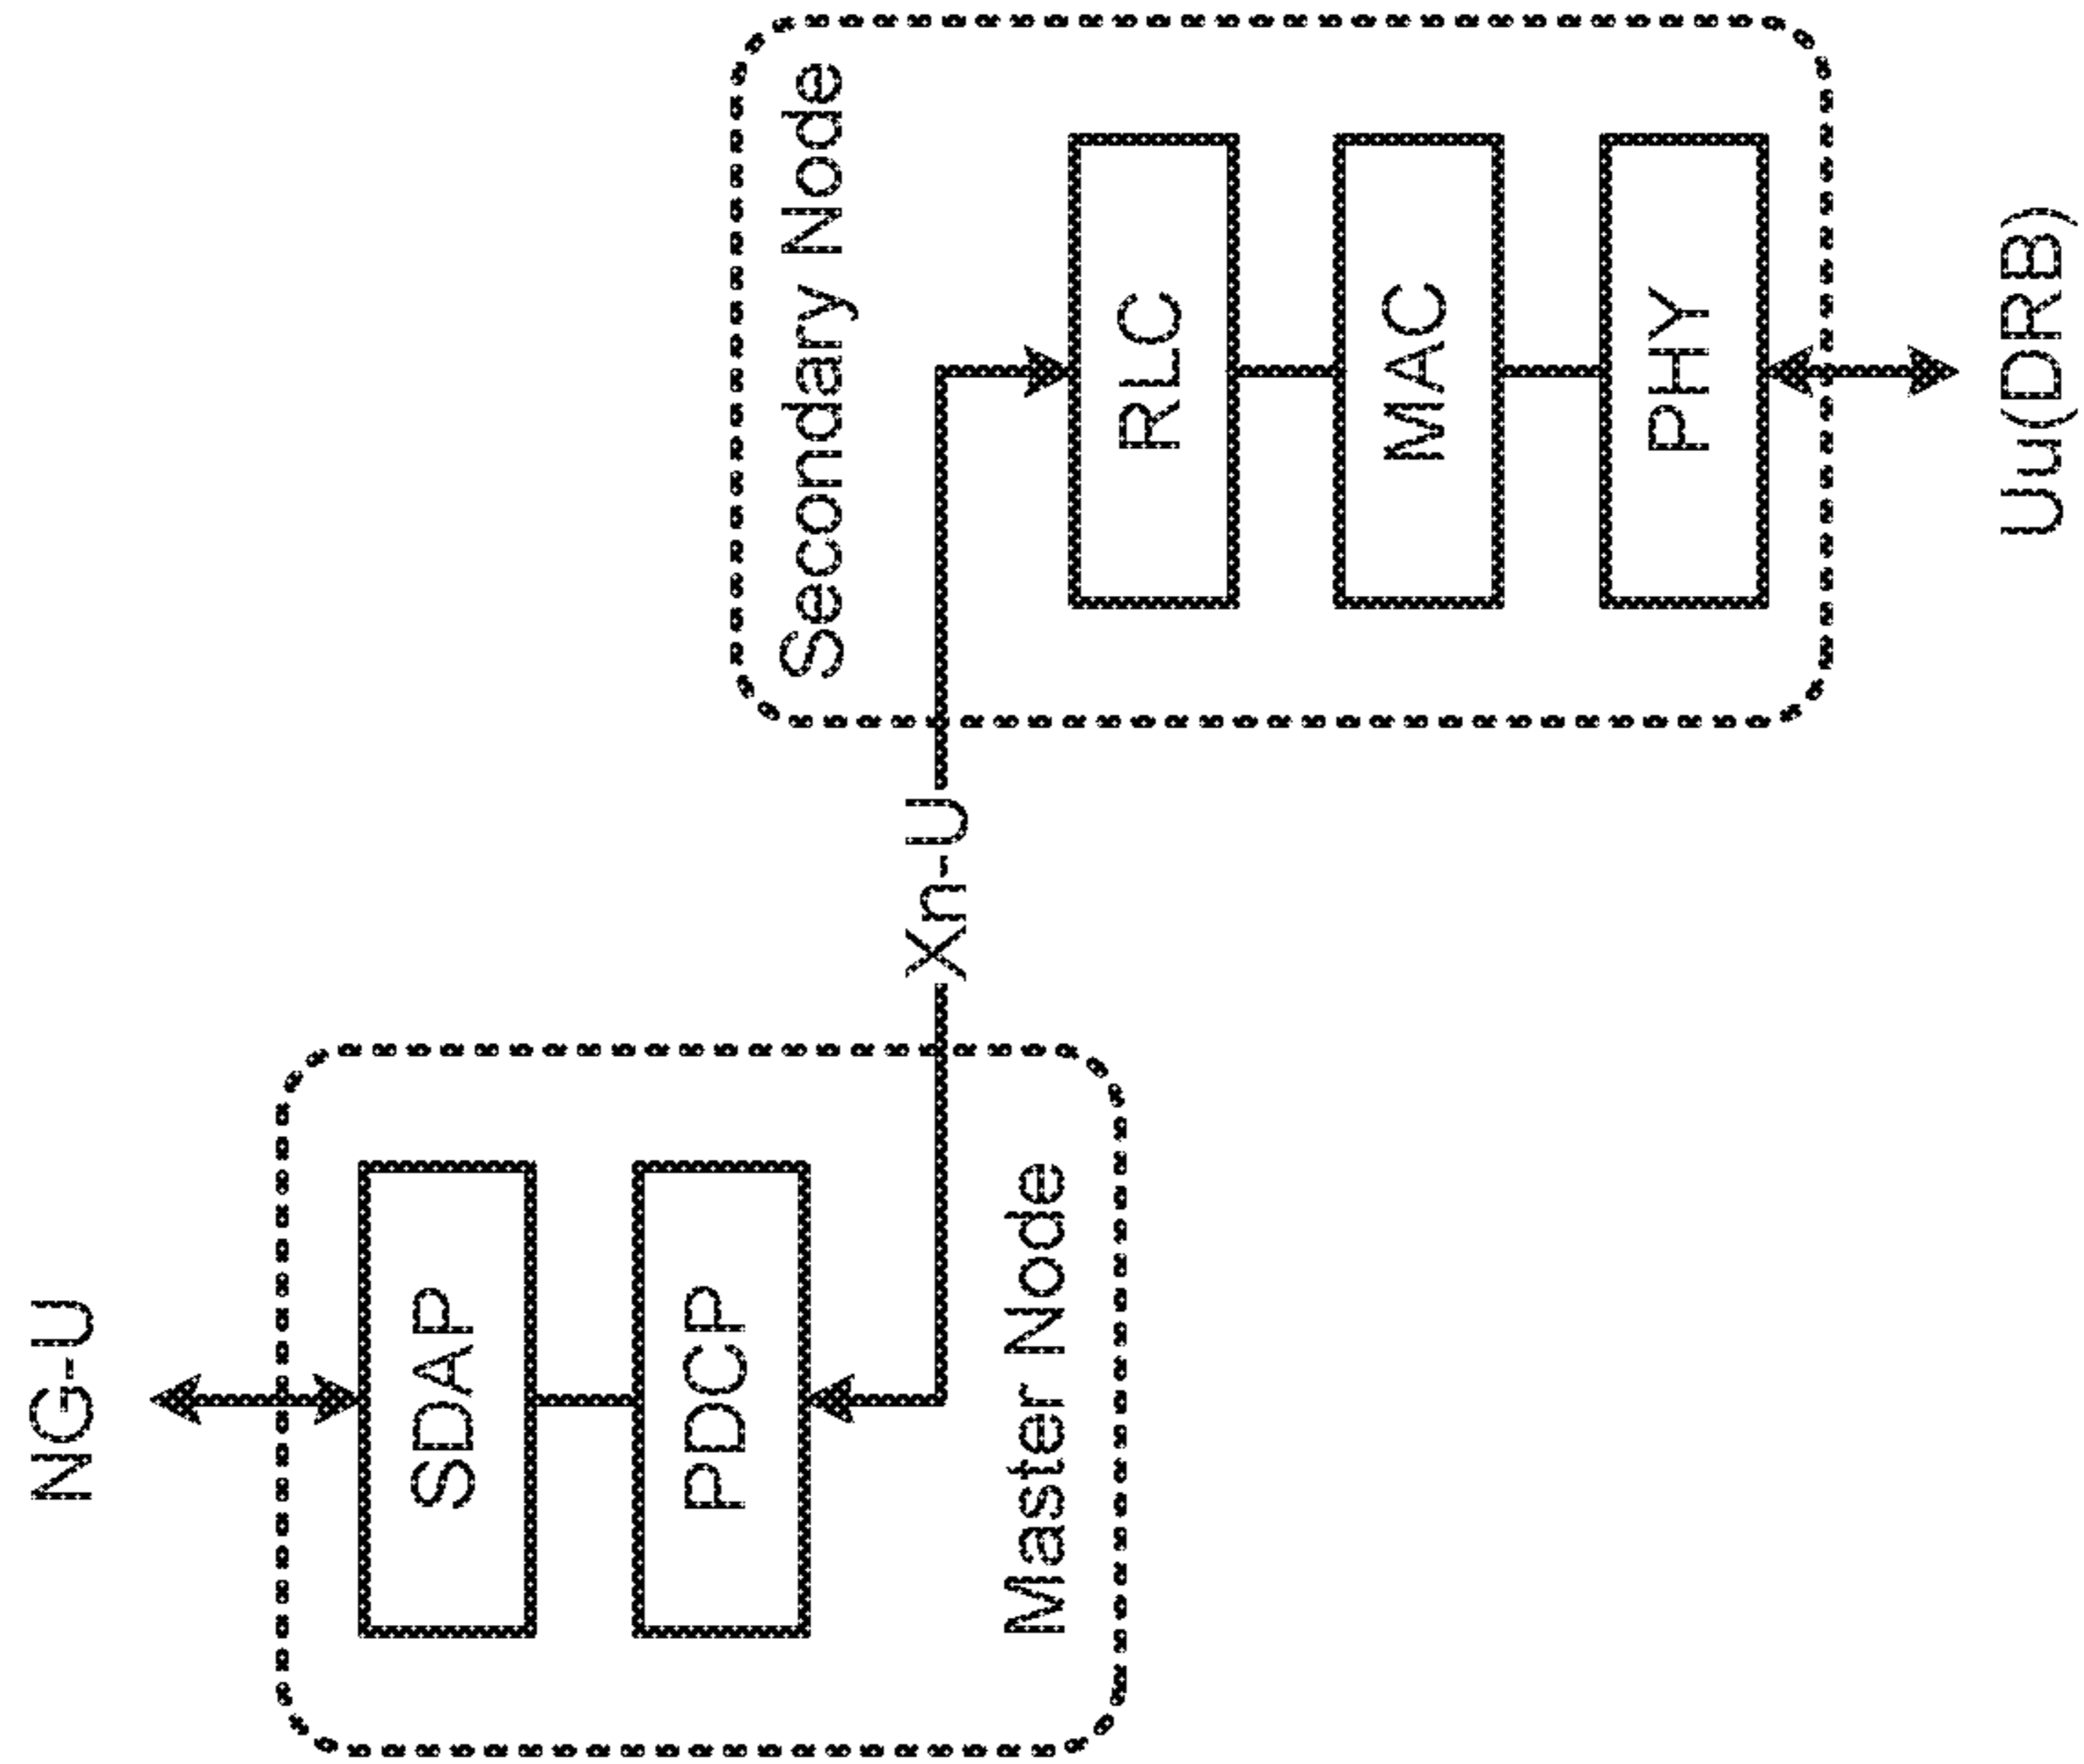 NG-U
SDAP
PDCP
Master Node
Xn-U
Secondary Node
RLC
MAC
PHY
Uu(DRB)